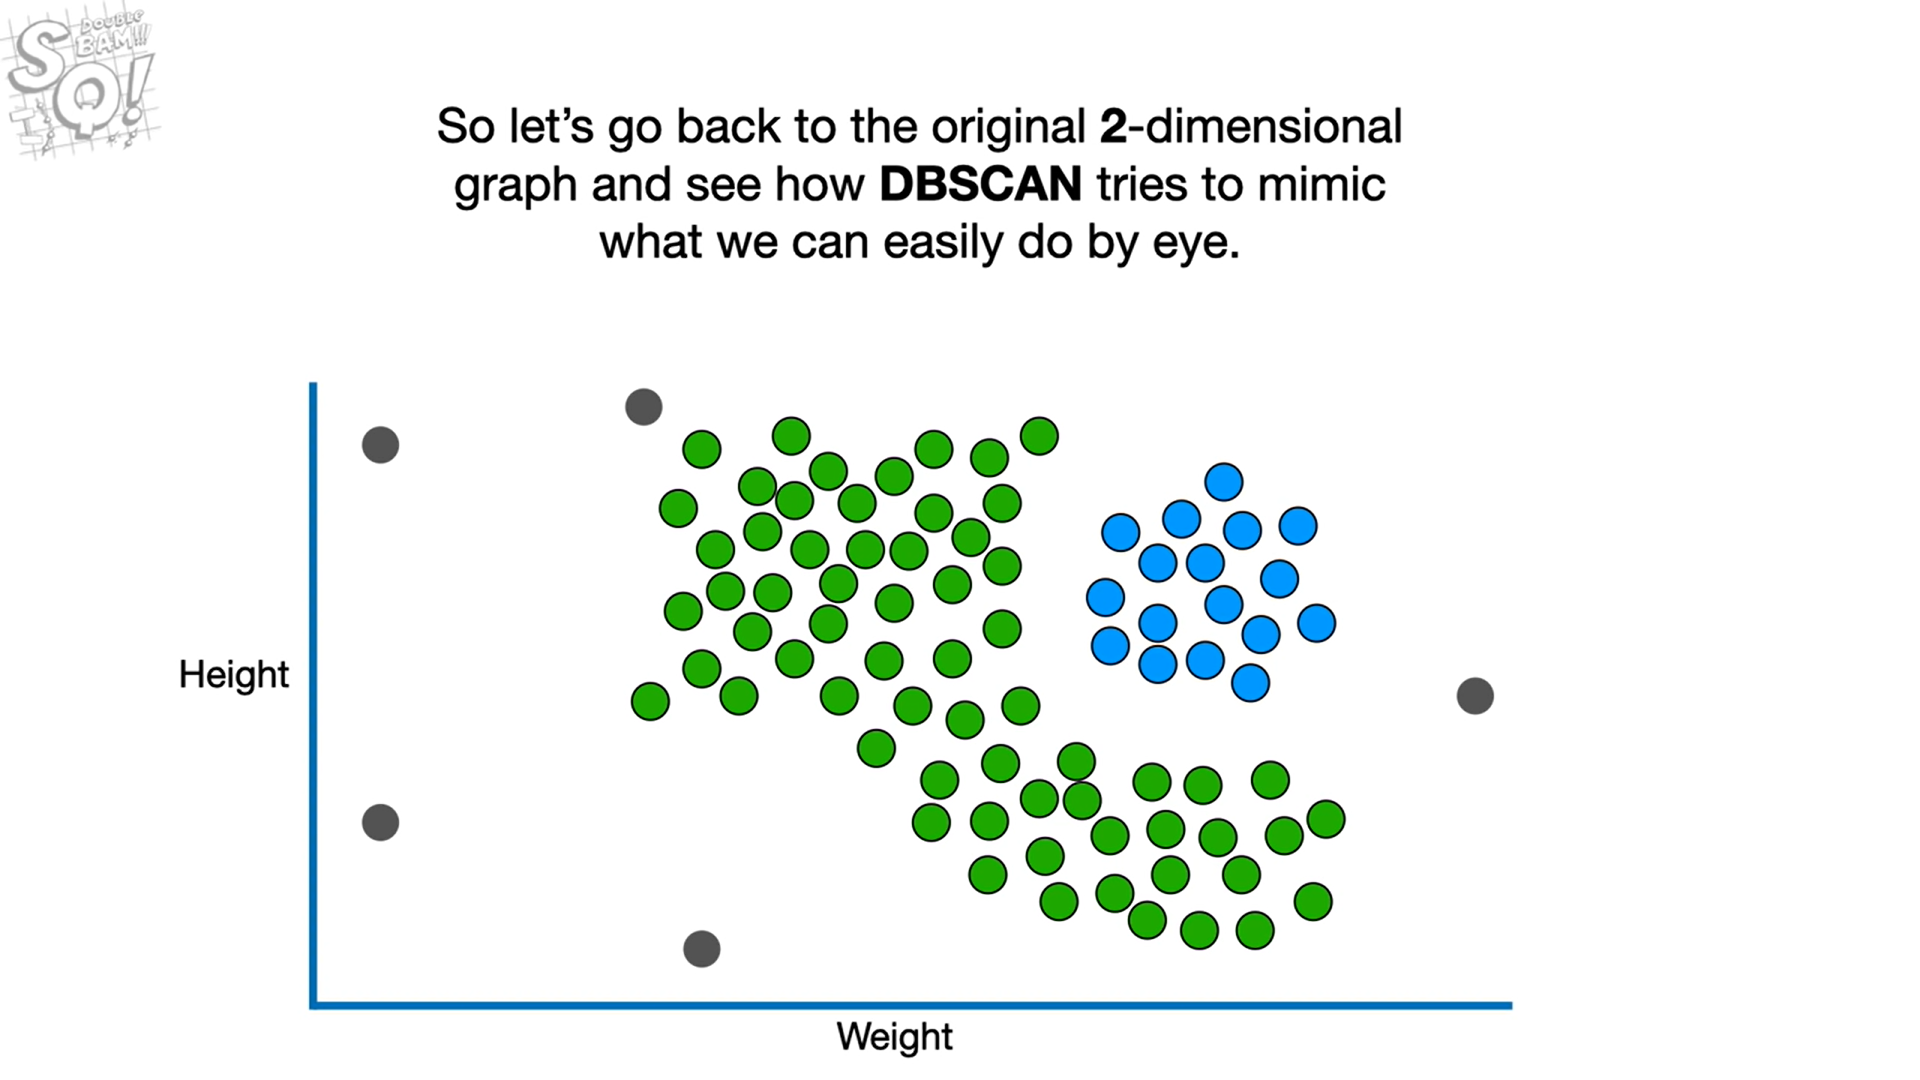 DOUBLE
BAM!!!
SQ!
So let’s go back to the original 2-dimensional
graph and see how DBSCAN tries to mimic
what we can easily do by eye.
Height
Weight